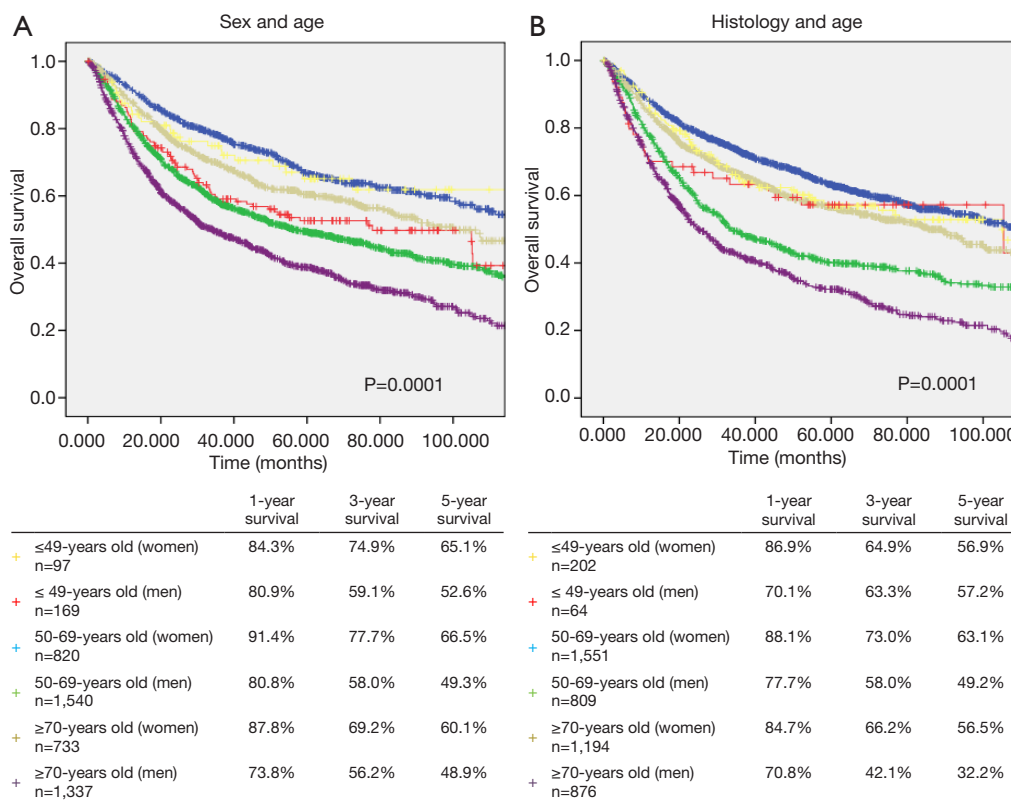 A
Sex and age
1.0
0.8
0.6
0.4
0.2
0.0
Overall survival
P=0.0001
0.000 20.000 40.000 60.000 80.000 100.000
Time (months)
1-year survival 3-year survival 5-year survival
≤49-years old (women) 84.3% 74.9% 65.1%
n=97
≤ 49-years old (men) 80.9% 59.1% 52.6%
n=169
50-69-years old (women) 91.4% 77.7% 66.5%
n=820
50-69-years old (men) 80.8% 58.0% 49.3%
n=1,540
≥70-years old (women) 87.8% 69.2% 60.1%
n=733
≥70-years old (men) 73.8% 56.2% 48.9%
n=1,337
B
Histology and age
1.0
0.8
0.6
0.4
0.2
0.0
Overall survival
P=0.0001
0.000 20.000 40.000 60.000 80.000 100.000
Time (months)
1-year survival 3-year survival 5-year survival
≤49-years old (women) 86.9% 64.9% 56.9%
n=202
≤ 49-years old (men) 70.1% 63.3% 57.2%
n=64
50-69-years old (women) 88.1% 73.0% 63.1%
n=1,551
50-69-years old (men) 77.7% 58.0% 49.2%
n=809
≥70-years old (women) 84.7% 66.2% 56.5%
n=1,194
≥70-years old (men) 70.8% 42.1% 32.2%
n=876